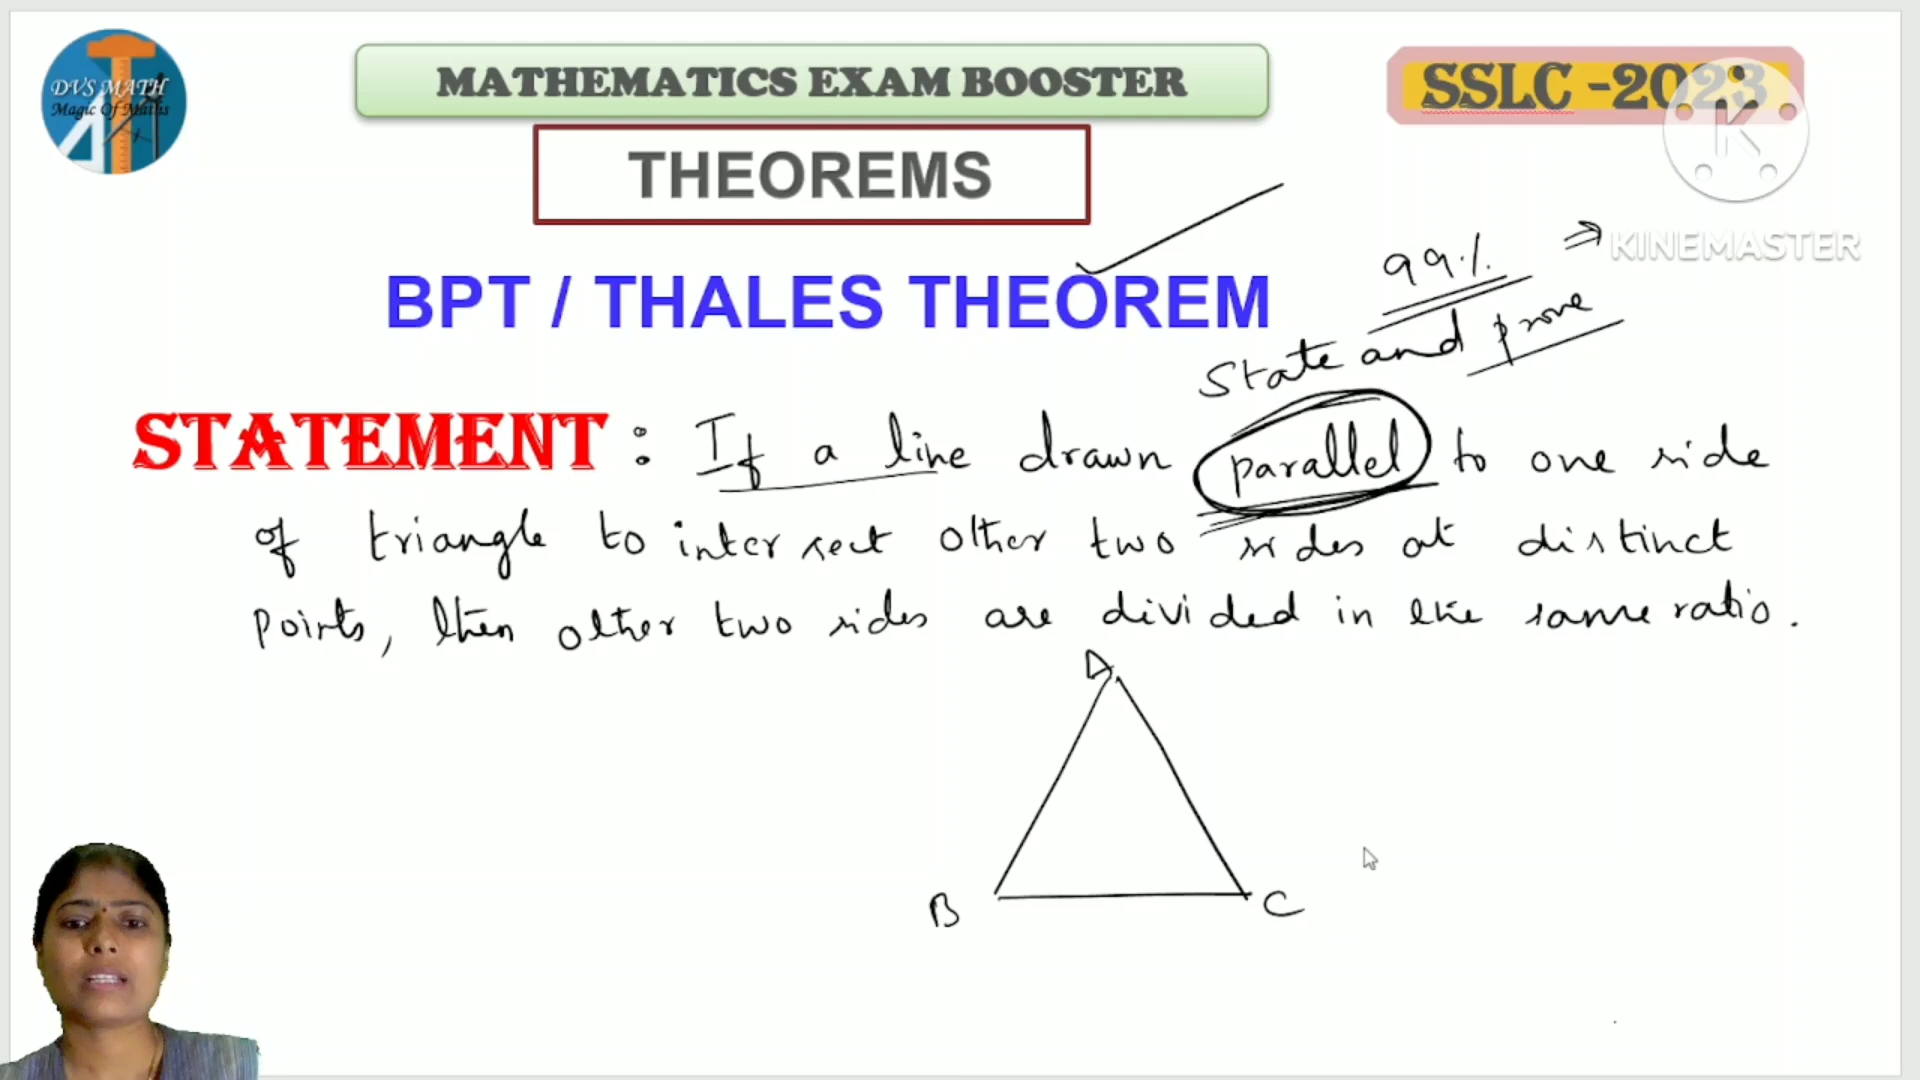 DVS MATH
Magic Of Maths
MATHEMATICS EXAM BOOSTER
SSLC -2023
THEOREMS
KINEMASTER
99%
BPT / THALES THEOREM
State and prove
STATEMENT : If a line drawn parallel to one side
of triangle to intersect other two sides at distinct
points, then other two sides are divided in the same ratio.
A
B
C